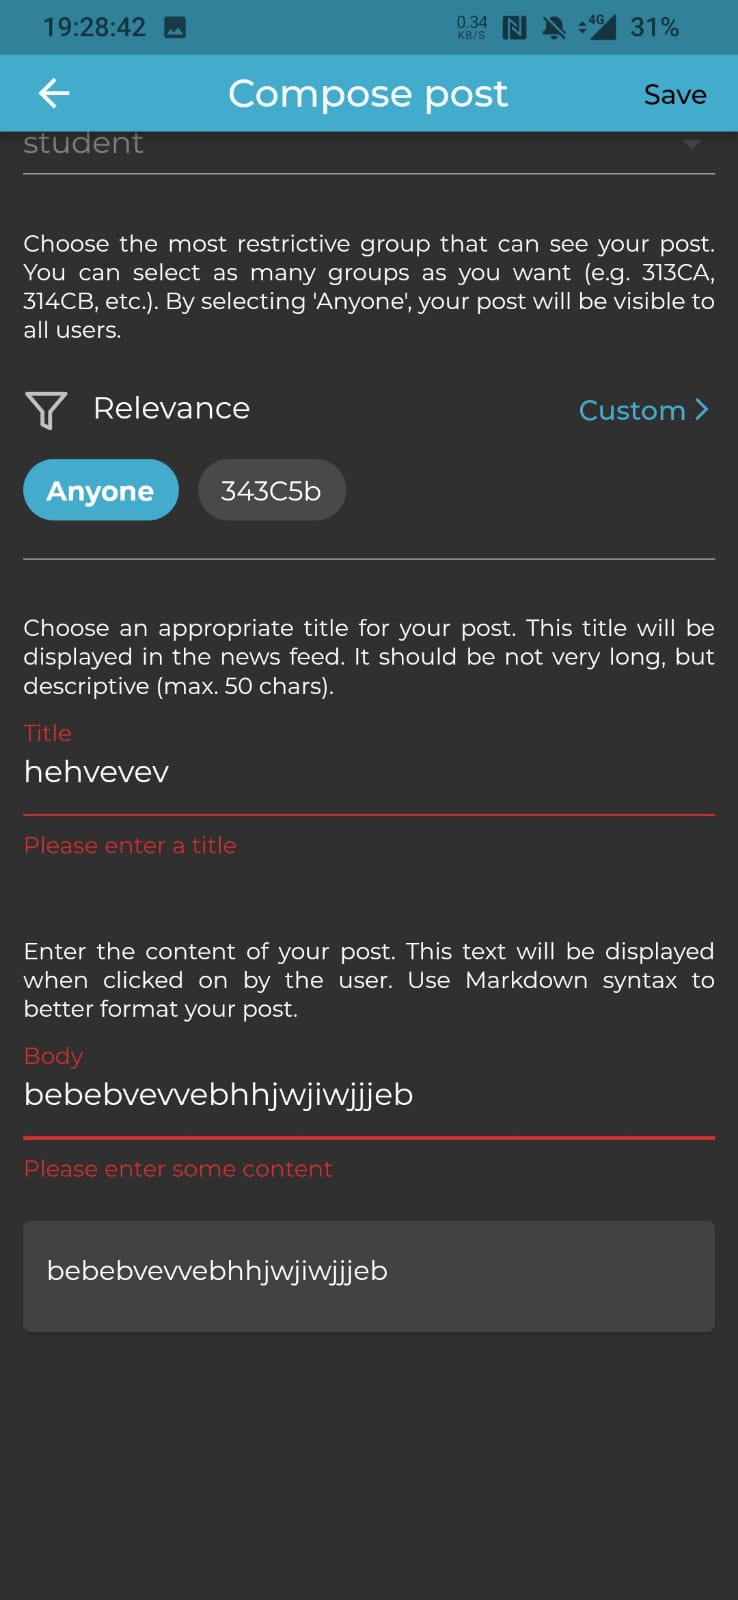 19:28:42 0.34 KB/S 4G 31%
Compose post Save
student
Choose the most restrictive group that can see your post.
You can select as many groups as you want (e.g. 313CA,
314CB, etc.). By selecting 'Anyone', your post will be visible to
all users.
Relevance Custom
Anyone 343C5b
Choose an appropriate title for your post. This title will be
displayed in the news feed. It should be not very long, but
descriptive (max. 50 chars).
Title
hehvevev
Please enter a title
Enter the content of your post. This text will be displayed
when clicked on by the user. Use Markdown syntax to
better format your post.
Body
bebebvevvebhhjwjiwjjjeb
Please enter some content
bebebvevvebhhjwjiwjjjeb